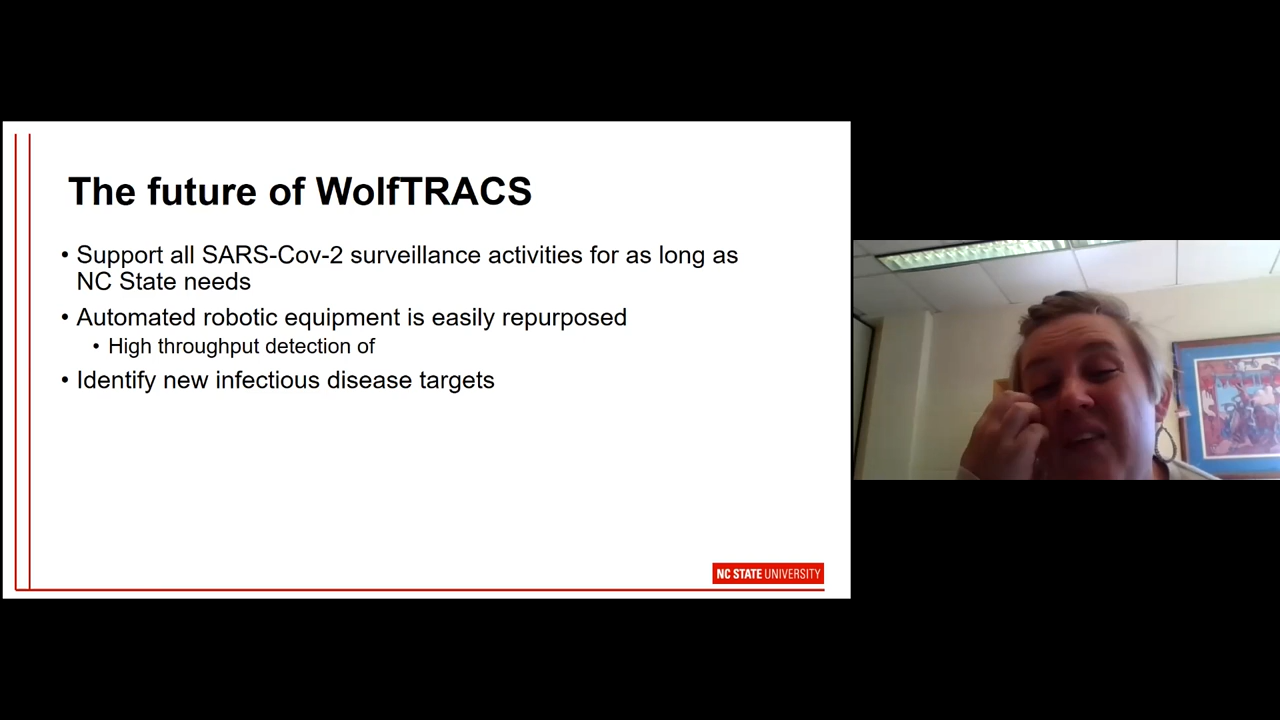 The future of WolfTRACS
• Support all SARS-Cov-2 surveillance activities for as long as
NC State needs
• Automated robotic equipment is easily repurposed
• High throughput detection of
• Identify new infectious disease targets
NC STATE UNIVERSITY